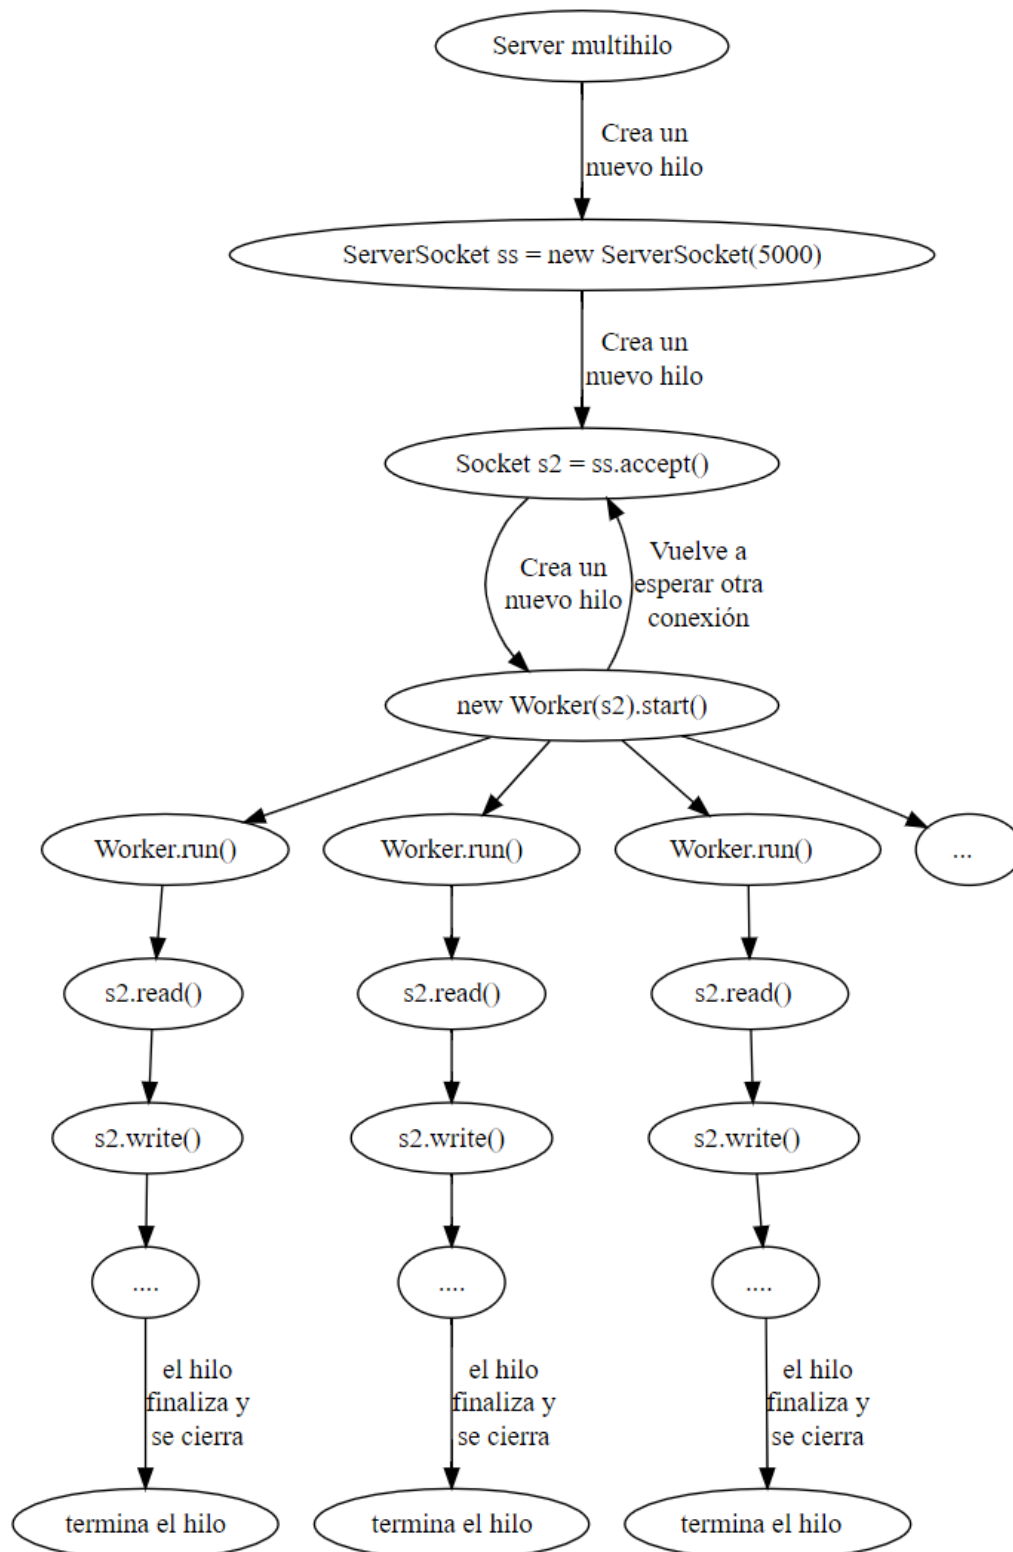 Server multihilo
Crea un
nuevo hilo
ServerSocket ss = new ServerSocket(5000)
Crea un
nuevo hilo
Socket s2 = ss.accept()
Crea un
nuevo hilo
Vuelve a
esperar otra
conexión
new Worker(s2).start()
Worker.run()
Worker.run()
Worker.run()
...
s2.read()
s2.read()
s2.read()
s2.write()
s2.write()
s2.write()
....
....
....
el hilo
finaliza y
se cierra
el hilo
finaliza y
se cierra
el hilo
finaliza y
se cierra
termina el hilo
termina el hilo
termina el hilo